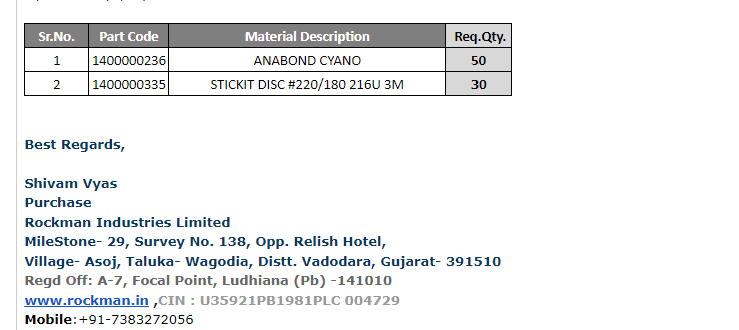 Sr.No. Part Code Material Description Req.Qty.
1 1400000236 ANABOND CYANO 50
2 1400000335 STICKIT DISC #220/180 216U 3M 30
Best Regards,
Shivam Vyas
Purchase
Rockman Industries Limited
MileStone- 29, Survey No. 138, Opp. Relish Hotel,
Village- Asoj, Taluka- Wagodia, Distt. Vadodara, Gujarat- 391510
Regd Off: A-7, Focal Point, Ludhiana (Pb) -141010
www.rockman.in ,CIN : U35921PB1981PLC 004729
Mobile:+91-7383272056